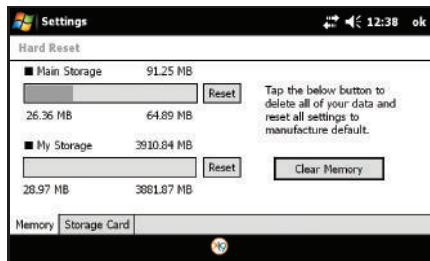 Settings 12:38 ok
Hard Reset
Main Storage 91.25 MB
Reset
26.36 MB 64.89 MB
My Storage 3910.84 MB
Reset
28.97 MB 3881.87 MB
Tap the below button to
delete all of your data and
reset all settings to
manufacture default.
Clear Memory
Memory Storage Card